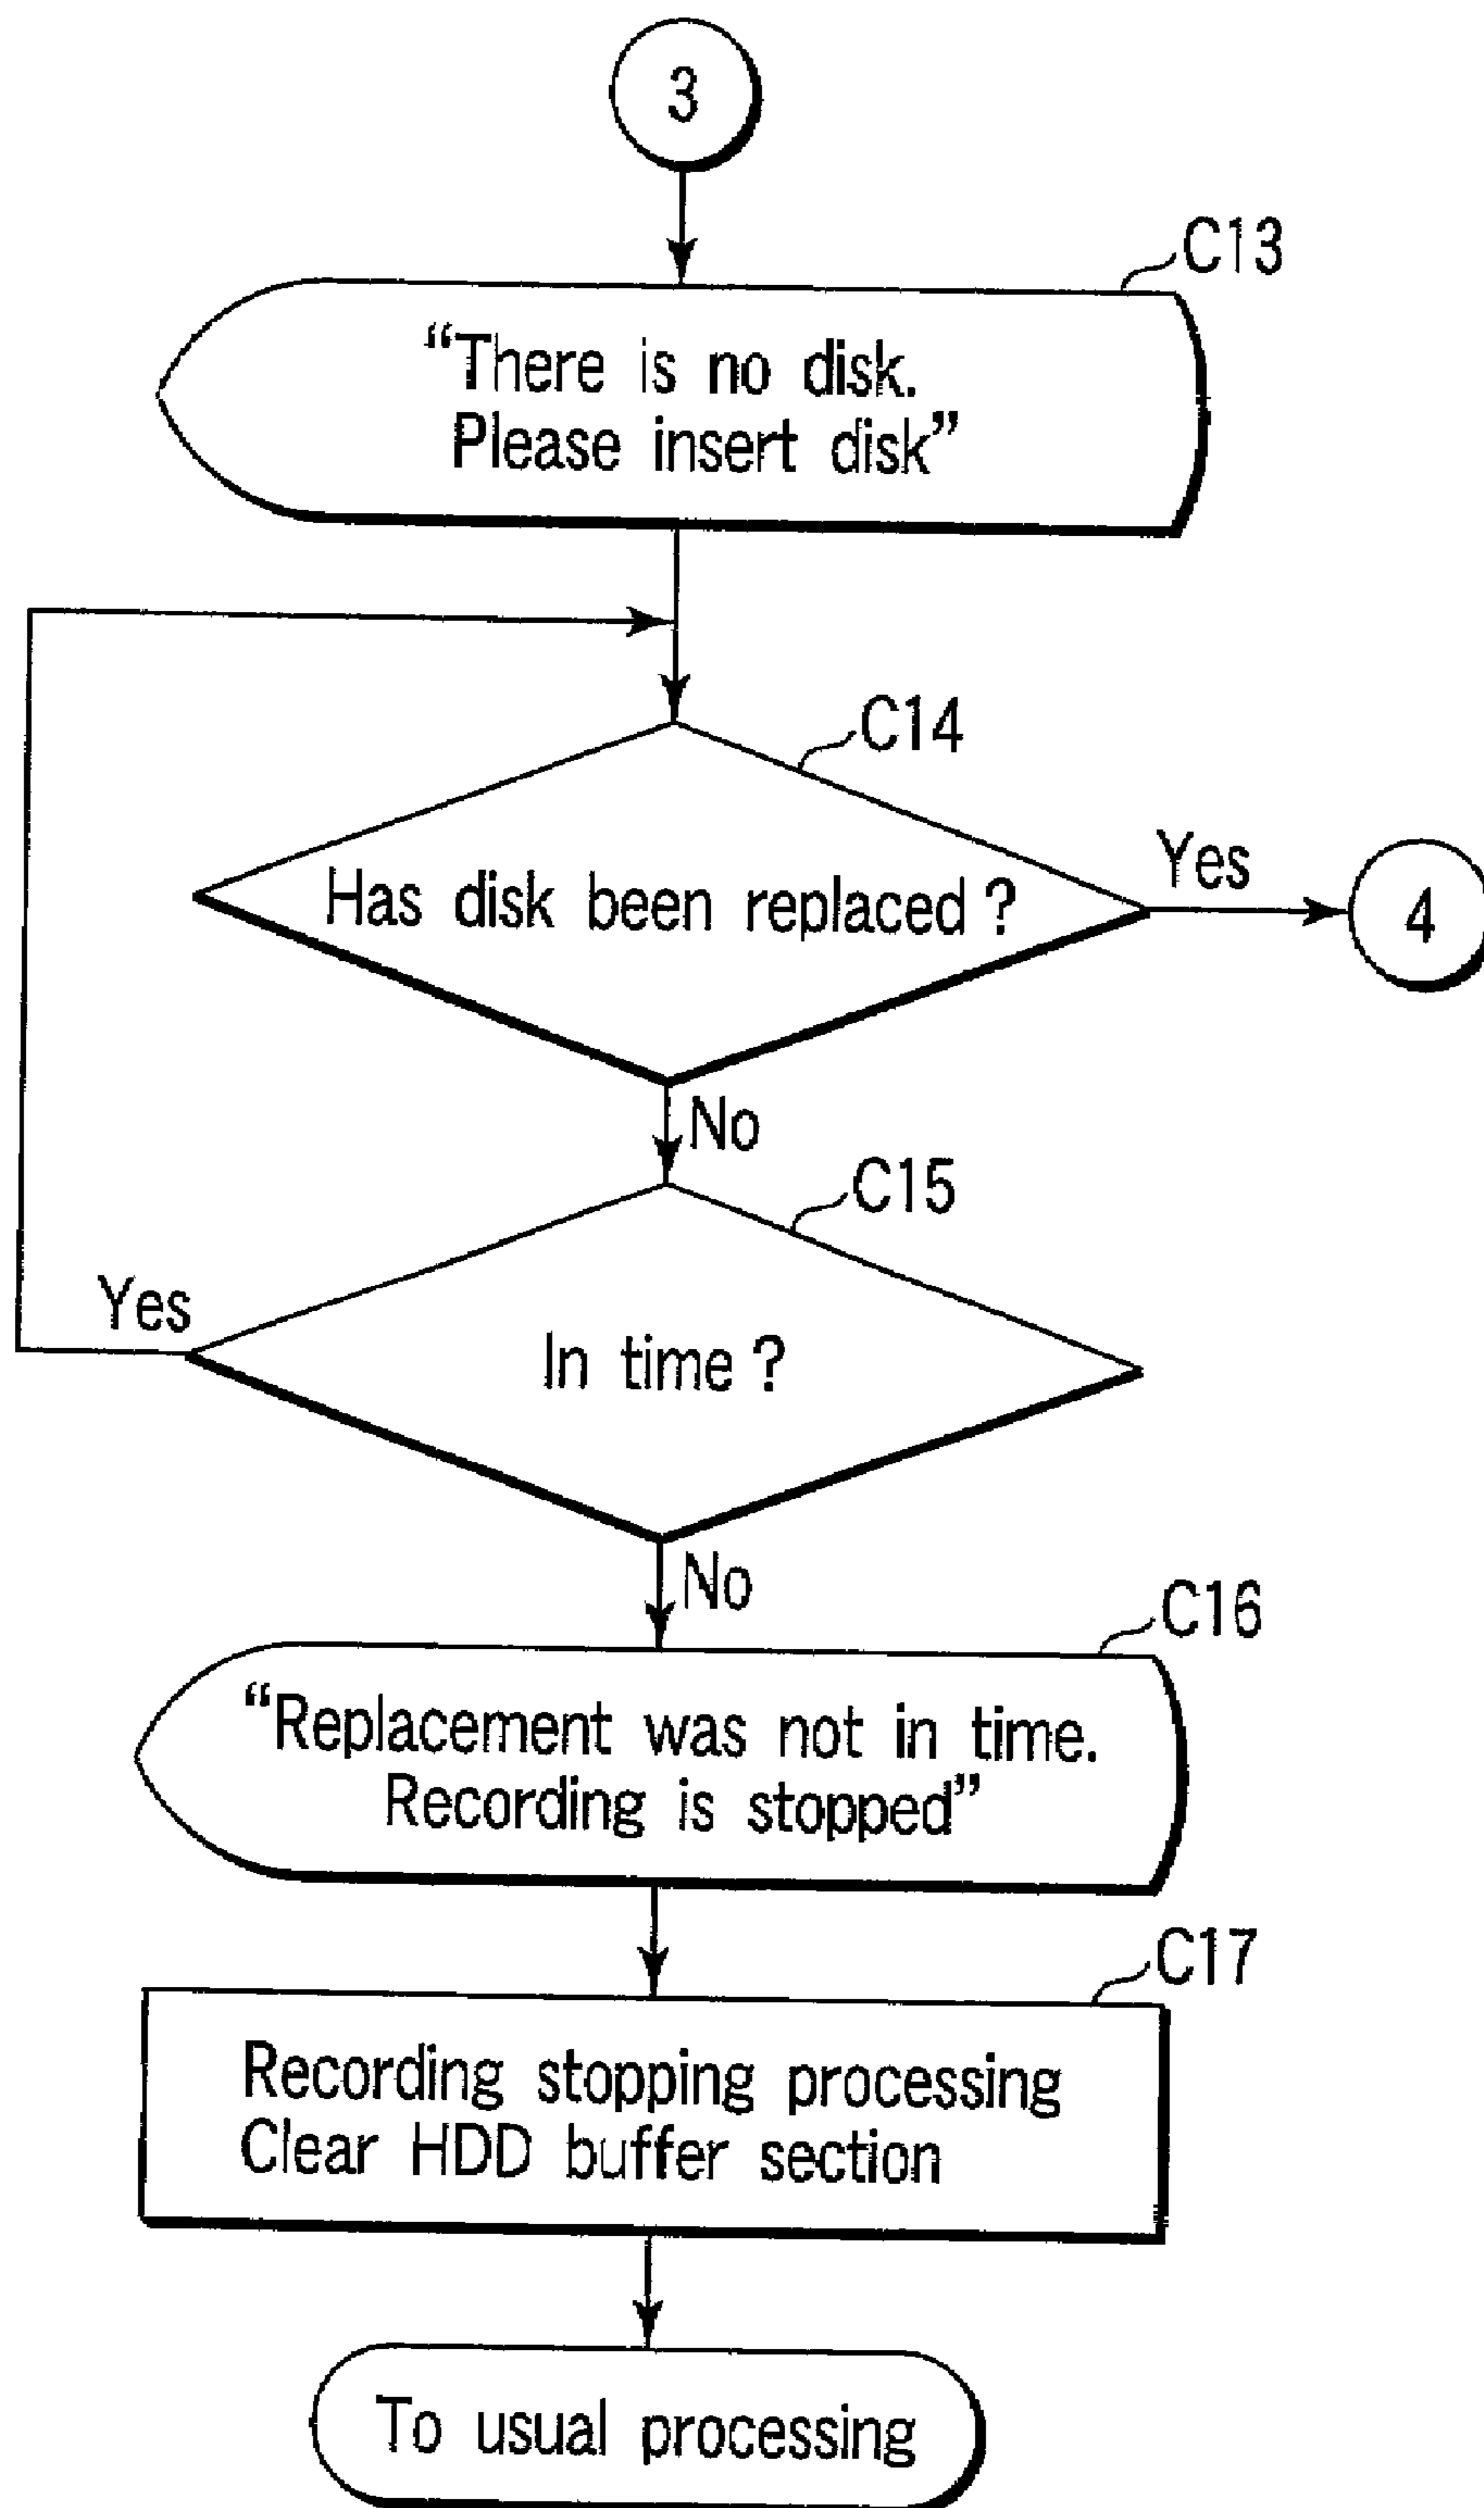 3
C13
“There is no disk.
Please insert disk”
C14
Has disk been replaced ?
Yes
4
No
C15
In time ?
Yes
No
C16
“Replacement was not in time.
Recording is stopped”
C17
Recording stopping processing
Clear HDD buffer section
To usual processing